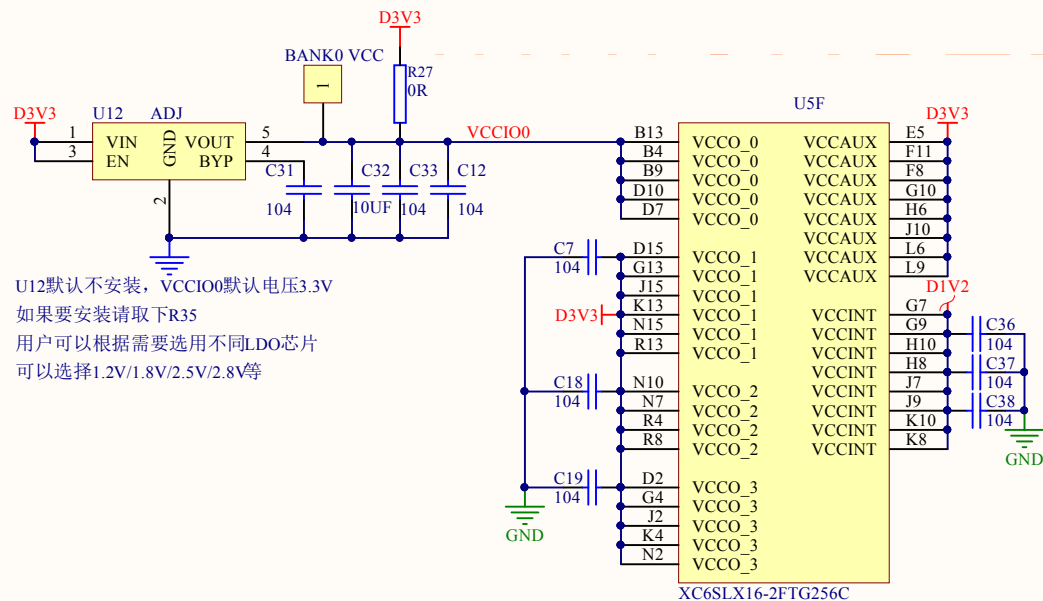 D3V3
BANK0 VCC
1
R27
0R
U5F
D3V3
U12 ADJ
D3V3
1 VIN VOUT 5
3 EN GND BYP 4
2
VCCIO0
C31
104
C32
10UF
C33
104
C12
104
U12默认不安装，VCCIO0默认电压3.3V
如果要安装请取下R35
用户可以根据需要选用不同LDO芯片
可以选择1.2V/1.8V/2.5V/2.8V等
B13 VCCO_0
B4 VCCO_0
B9 VCCO_0
D10 VCCO_0
D7 VCCO_0
C7
104
D3V3
D15 VCCO_1
G13 VCCO_1
J15 VCCO_1
K13 VCCO_1
N15 VCCO_1
R13 VCCO_1
C18
104
N10 VCCO_2
N7 VCCO_2
R4 VCCO_2
R8 VCCO_2
C19
104
GND
D2 VCCO_3
G4 VCCO_3
J2 VCCO_3
K4 VCCO_3
N2 VCCO_3
VCCAUX E5
VCCAUX F11
VCCAUX F8
VCCAUX G10
VCCAUX H6
VCCAUX J10
VCCAUX L6
VCCAUX L9
D1V2
VCCINT G7
VCCINT G9
VCCINT H10
VCCINT H8
VCCINT J7
VCCINT J9
VCCINT K10
VCCINT K8
C36
104
C37
104
C38
104
GND
XC6SLX16-2FTG256C